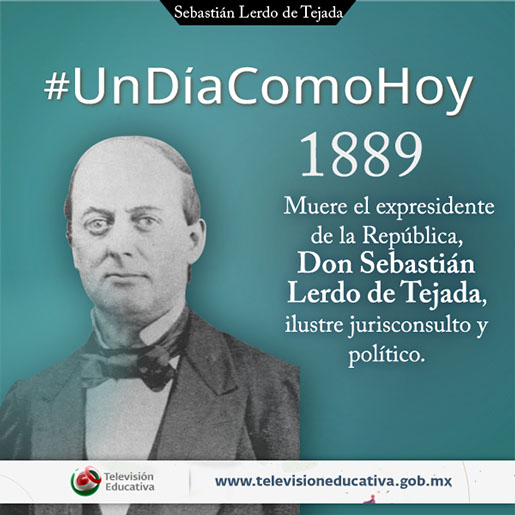 Sebastián Lerdo de Tejada
#UnDíaComoHoy
1889
Muere el expresidente
de la República,
Don Sebastián
Lerdo de Tejada,
ilustre jurisconsulto y
político.
Televisión
Educativa
www.televisioneducativa.gob.mx